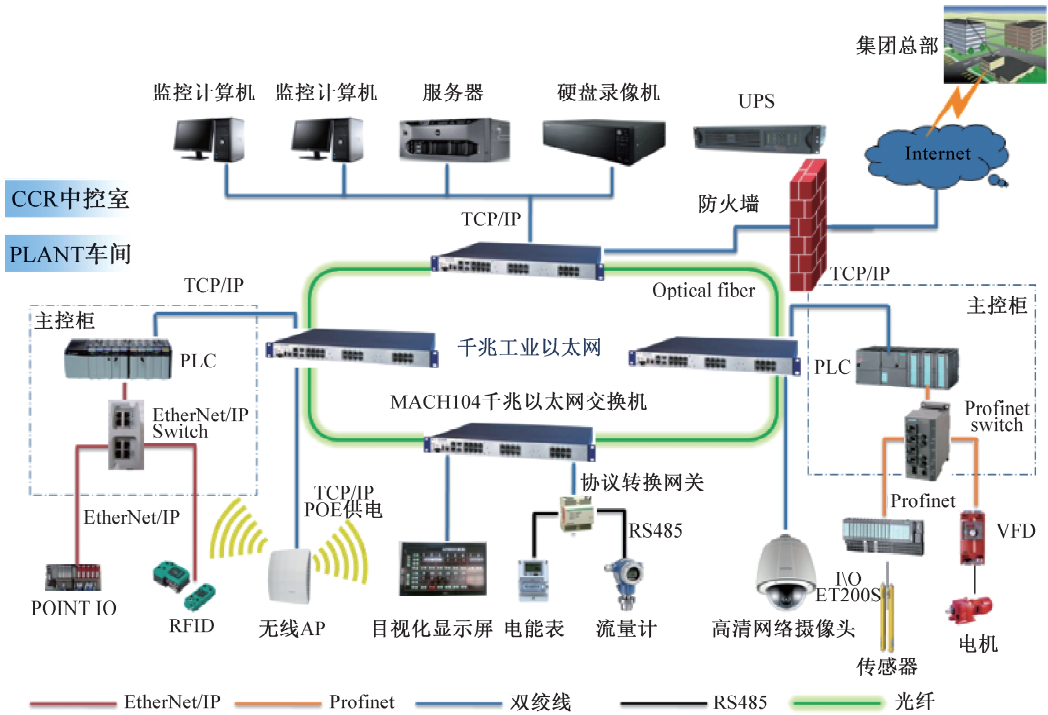 集团总部
监控计算机
监控计算机
服务器
硬盘录像机
UPS
Internet
CCR中控室
防火墙
TCP/IP
PLANT车间
TCP/IP
TCP/IP
Optical fiber
主控柜
主控柜
千兆工业以太网
PLC
PLC
MACH104千兆以太网交换机
EtherNet/IP
Switch
Profinet
switch
协议转换网关
TCP/IP
POE供电
Profinet
EtherNet/IP
RS485
VFD
I\O
ET200S
POINT IO
RFID
无线AP
目视化显示屏
电能表
流量计
高清网络摄像头
电机
传感器
EtherNet/IP
Profinet
双绞线
RS485
光纤